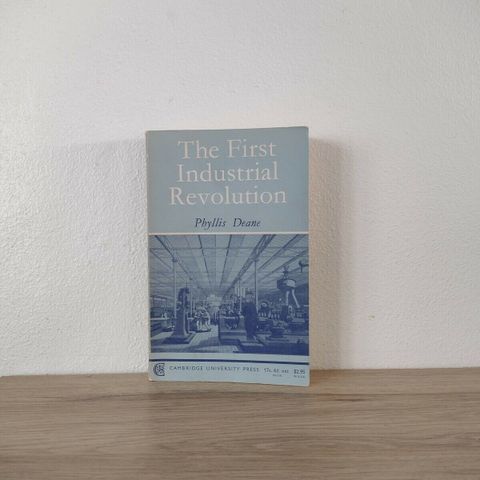 The First
Industrial
Revolution
Phyllis Deane
CAMBRIDGE UNIVERSITY PRESS $2.95